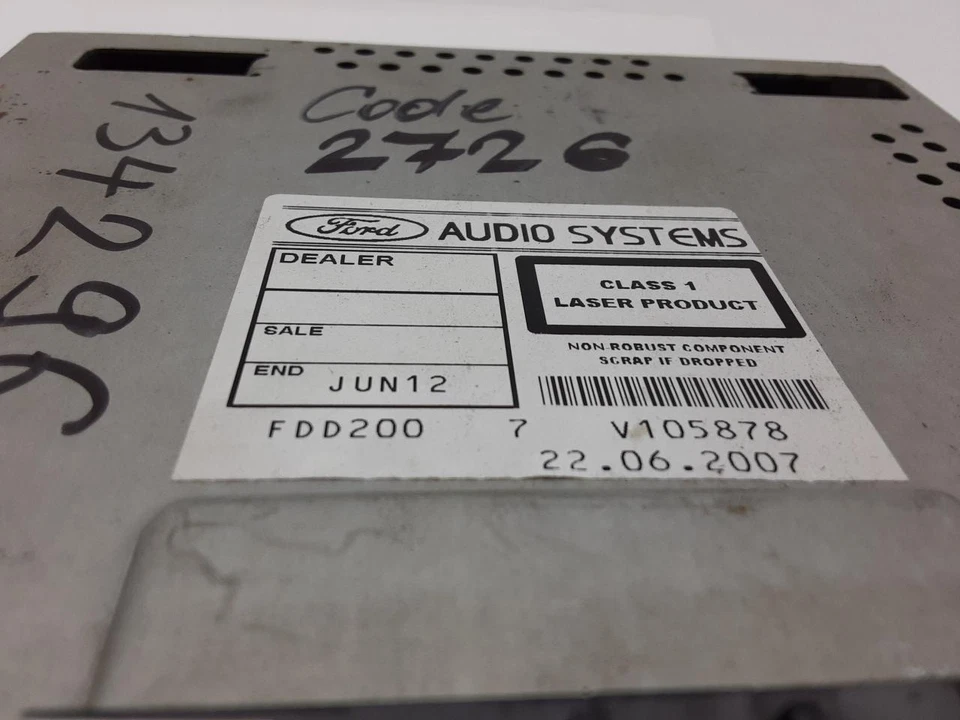 Code
2726
134296
Ford AUDIO SYSTEMS
DEALER
SALE
END JUN12
CLASS 1
LASER PRODUCT
NON-ROBUST COMPONENT
SCRAP IF DROPPED
FDD200 7 V105878
22.06.2007